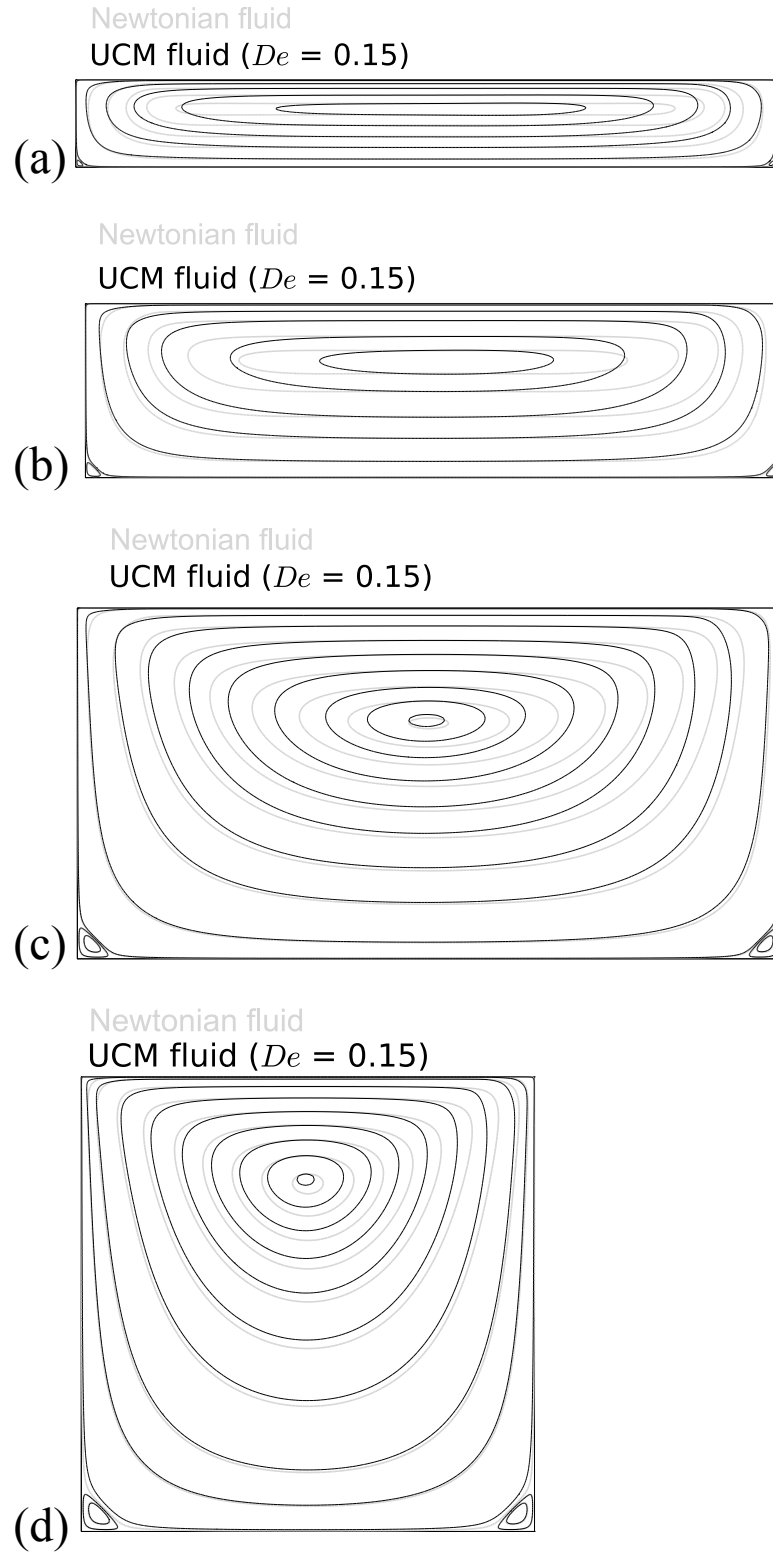 Newtonian fluid
UCM fluid (De = 0.15)
(a)
Newtonian fluid
UCM fluid (De = 0.15)
(b)
Newtonian fluid
UCM fluid (De = 0.15)
(c)
Newtonian fluid
UCM fluid (De = 0.15)
(d)